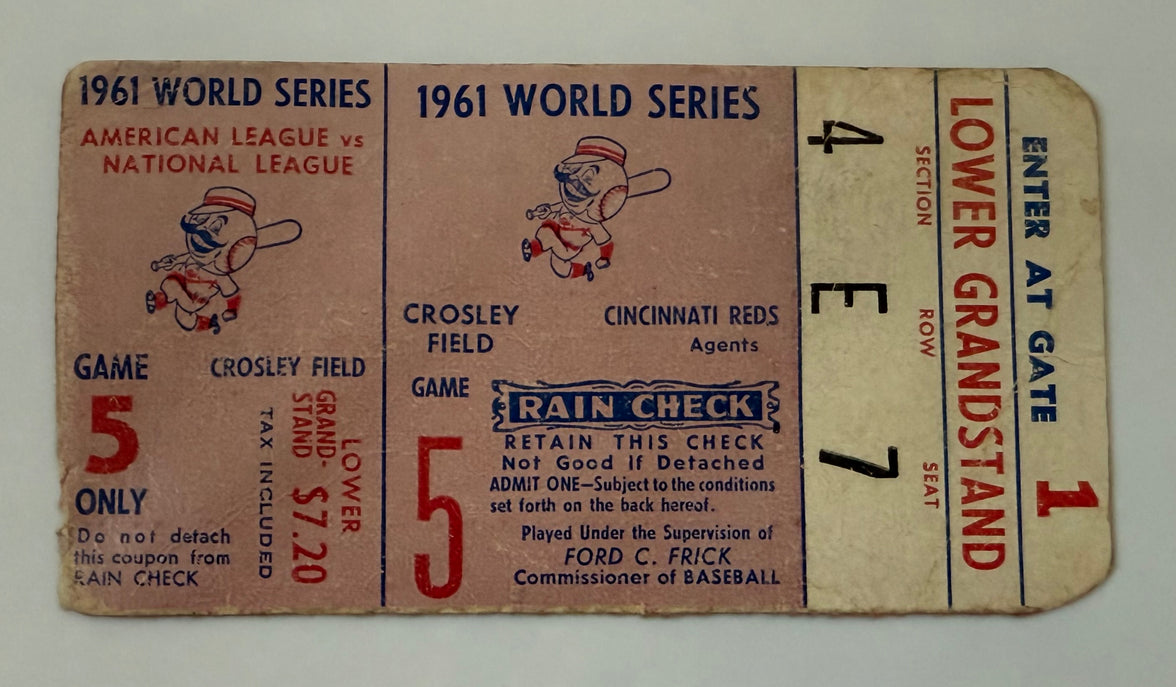 1961 WORLD SERIES
AMERICAN LEAGUE vs
NATIONAL LEAGUE
GAME
5
ONLY
CROSLEY FIELD
LOWER
GRAND-
STAND $7.20
TAX INCLUDED
Do not detach
this coupon from
RAIN CHECK
1961 WORLD SERIES
CROSLEY
FIELD
CINCINNATI REDS
Agents
GAME
5
RAIN CHECK
RETAIN THIS CHECK
Not Good If Detached
ADMIT ONE—Subject to the conditions
set forth on the back hereof.
Played Under the Supervision of
FORD C. FRICK
Commissioner of BASEBALL
ENTER AT GATE 1
LOWER GRANDSTAND
SECTION ROW SEAT
4 E 7